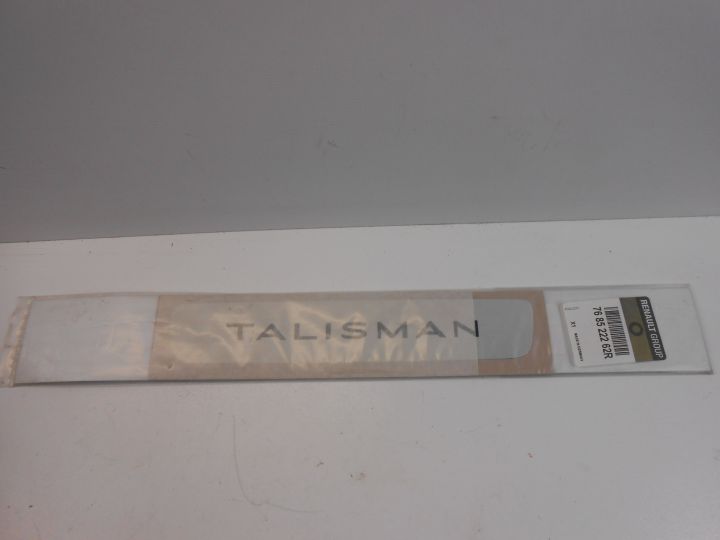 TALISMAN
RENAULT GROUP
76 85 222 62R
X1